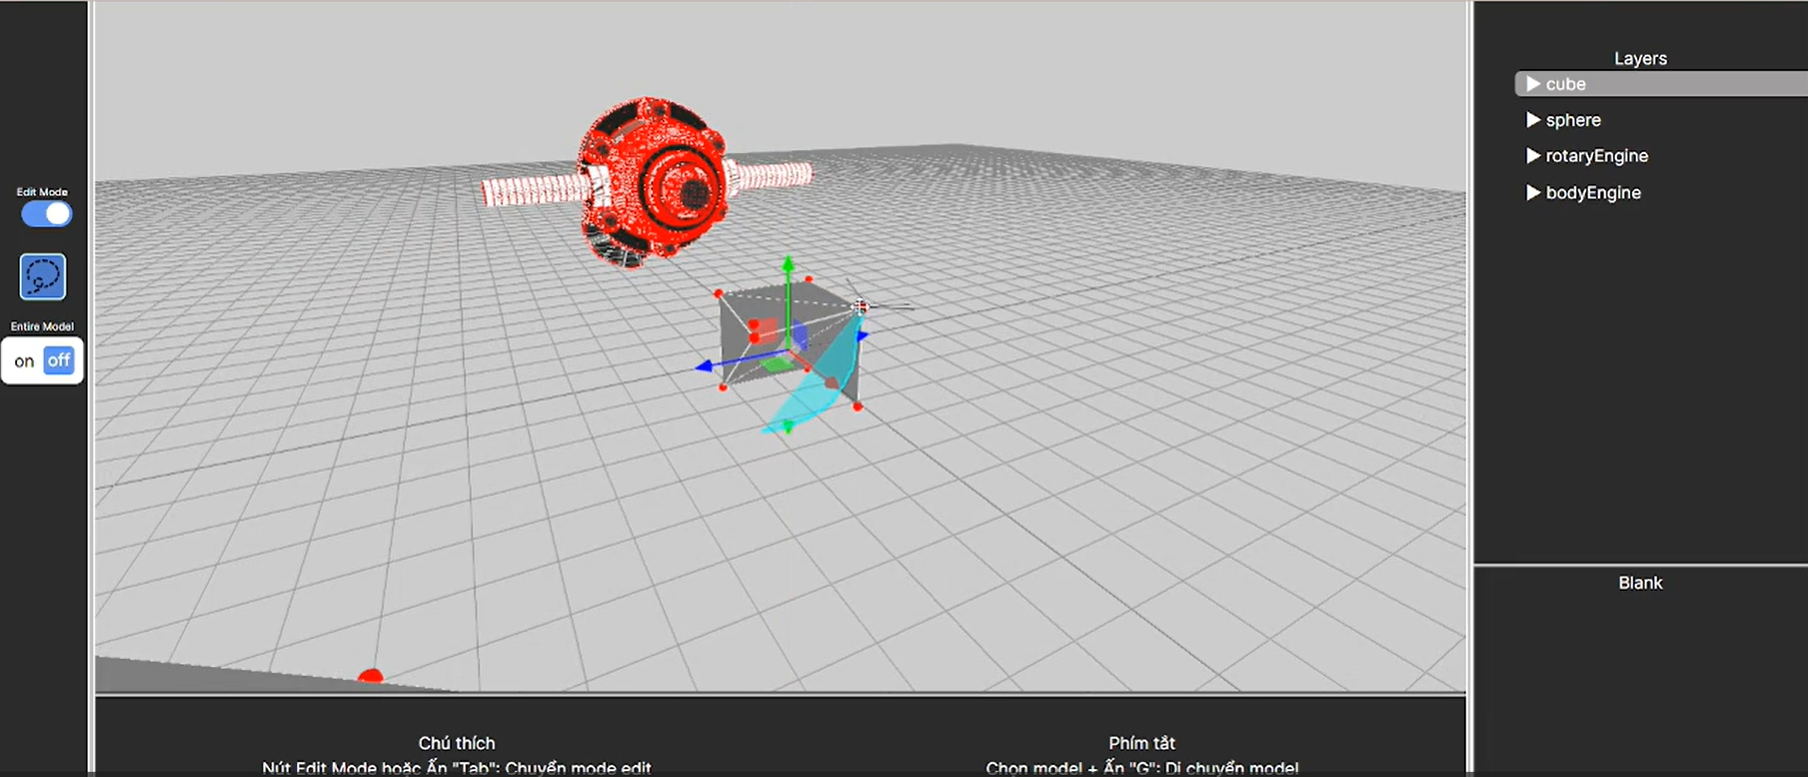 Edit Mode
Entire Model
on off
Layers
cube
sphere
rotaryEngine
bodyEngine
Blank
Chú thích
Nút Edit Mode hoặc Ấn "Tab": Chuyển mode edit
Phím tắt
Chọn model + Ấn "G": Di chuyển model